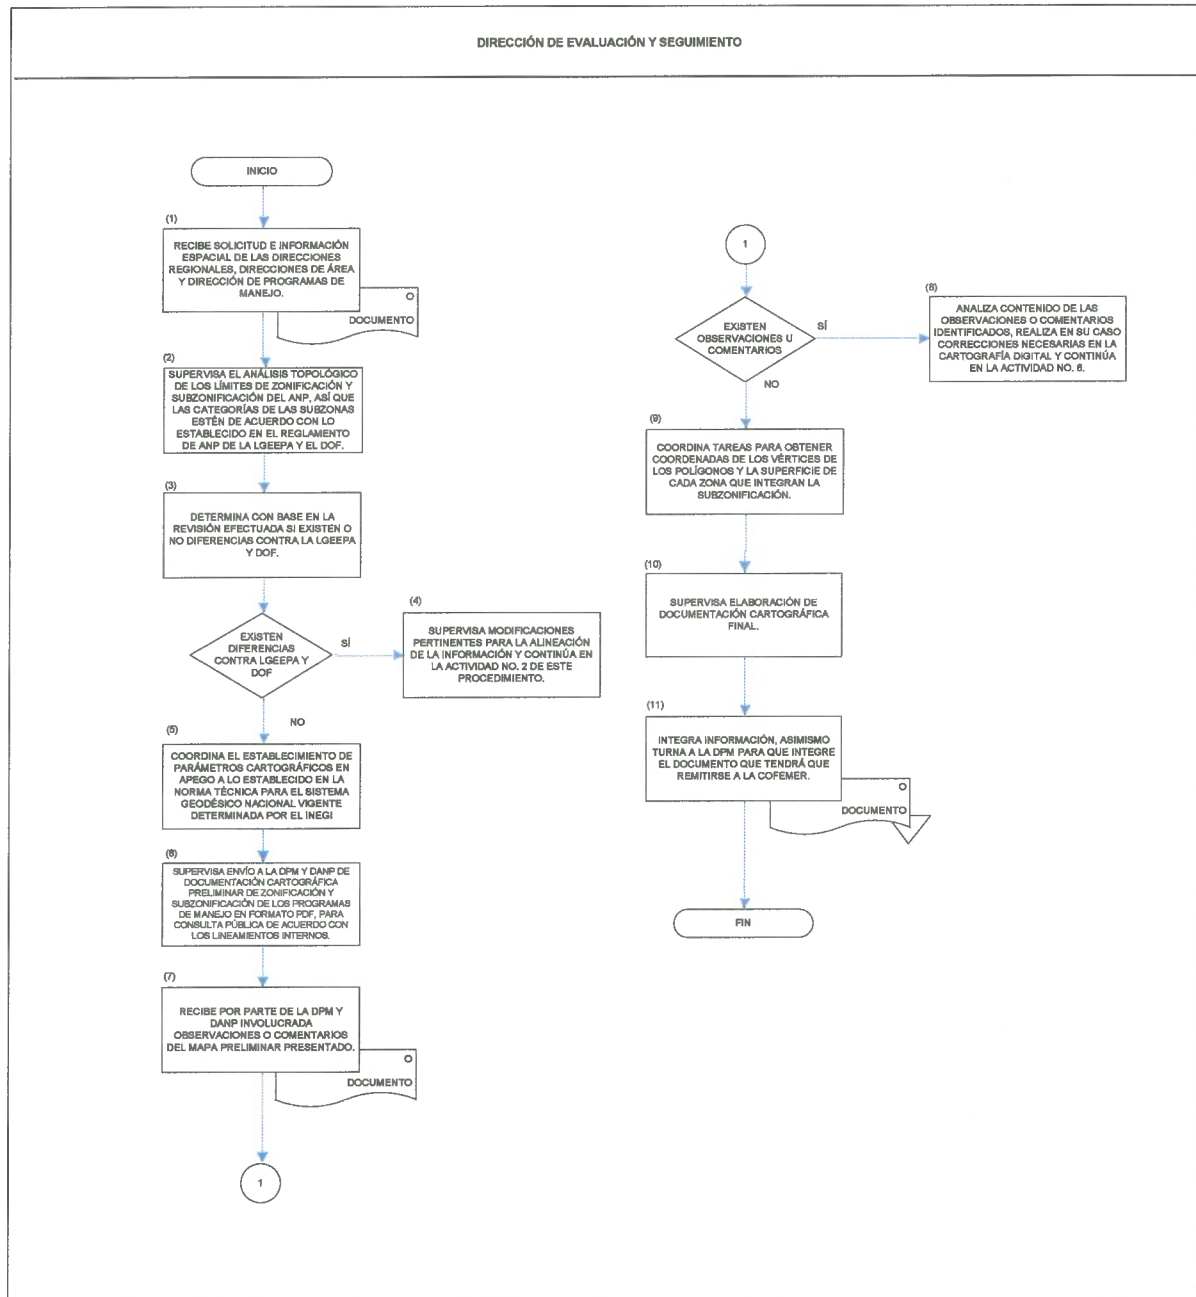 DIRECCIÓN DE EVALUACIÓN Y SEGUIMIENTO
INICIO
(1)
RECIBE SOLICITUD E INFORMACIÓN
ESPACIAL DE LAS DIRECCIONES
REGIONALES, DIRECCIONES DE ÁREA
Y DIRECCIÓN DE PROGRAMAS DE
MANEJO.
O
DOCUMENTO
(2)
SUPERVISA EL ANÁLISIS TOPOLÓGICO
DE LOS LÍMITES DE ZONIFICACIÓN Y
SUBZONIFICACIÓN DEL ANP, ASÍ QUE
LAS CATEGORÍAS DE LAS SUBZONAS
ESTÉN DE ACUERDO CON LO
ESTABLECIDO EN EL REGLAMENTO
DE ANP DE LA LGEEPA Y EL DOF.
(3)
DETERMINA CON BASE EN LA
REVISIÓN EFECTUADA SI EXISTEN O
NO DIFERENCIAS CONTRA LA LGEEPA
Y DOF.
EXISTEN
DIFERENCIAS
CONTRA LGEEPA Y
DOF
SÍ
(4)
SUPERVISA MODIFICACIONES
PERTINENTES PARA LA ALINEACIÓN
DE LA INFORMACIÓN Y CONTINÚA EN
LA ACTIVIDAD NO. 2 DE ESTE
PROCEDIMIENTO.
NO
(5)
COORDINA EL ESTABLECIMIENTO DE
PARÁMETROS CARTOGRÁFICOS EN
APEGO A LO ESTABLECIDO EN LA
NORMA TÉCNICA PARA EL SISTEMA
GEODÉSICO NACIONAL VIGENTE
DETERMINADA POR EL INEGI
(6)
SUPERVISA ENVÍO A LA DPM Y DANP DE
DOCUMENTACIÓN CARTOGRÁFICA
PRELIMINAR DE ZONIFICACIÓN Y
SUBZONIFICACIÓN DE LOS PROGRAMAS
DE MANEJO EN FORMATO PDF, PARA
CONSULTA PÚBLICA DE ACUERDO CON
LOS LINEAMIENTOS INTERNOS.
(7)
RECIBE POR PARTE DE LA DPM Y
DANP INVOLUCRADA
OBSERVACIONES O COMENTARIOS
DEL MAPA PRELIMINAR PRESENTADO.
O
DOCUMENTO
1
1
EXISTEN
OBSERVACIONES U
COMENTARIOS
SÍ
(8)
ANALIZA CONTENIDO DE LAS
OBSERVACIONES O COMENTARIOS
IDENTIFICADOS, REALIZA EN SU CASO
CORRECCIONES NECESARIAS EN LA
CARTOGRAFÍA DIGITAL Y CONTINÚA
EN LA ACTIVIDAD NO. 6.
NO
(9)
COORDINA TAREAS PARA OBTENER
COORDENADAS DE LOS VÉRTICES DE
LOS POLÍGONOS Y LA SUPERFICIE DE
CADA ZONA QUE INTEGRAN LA
SUBZONIFICACIÓN.
(10)
SUPERVISA ELABORACIÓN DE
DOCUMENTACIÓN CARTOGRÁFICA
FINAL.
(11)
INTEGRA INFORMACIÓN, ASIMISMO
TURNA A LA DPM PARA QUE INTEGRE
EL DOCUMENTO QUE TENDRÁ QUE
REMITIRSE A LA COFEMER.
O
DOCUMENTO
FIN